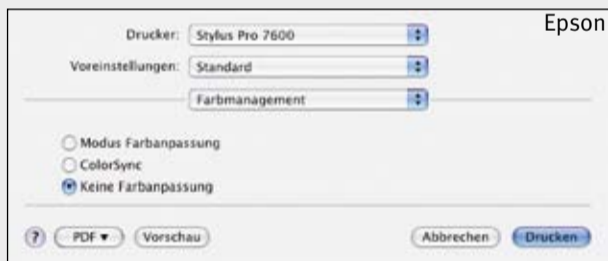 Epson
Drucker: Stylus Pro 7600
Voreinstellungen: Standard
Farbmanagement
Modus Farbanpassung
ColorSync
Keine Farbanpassung
? PDF ▼ Vorschau Abbrechen Drucken